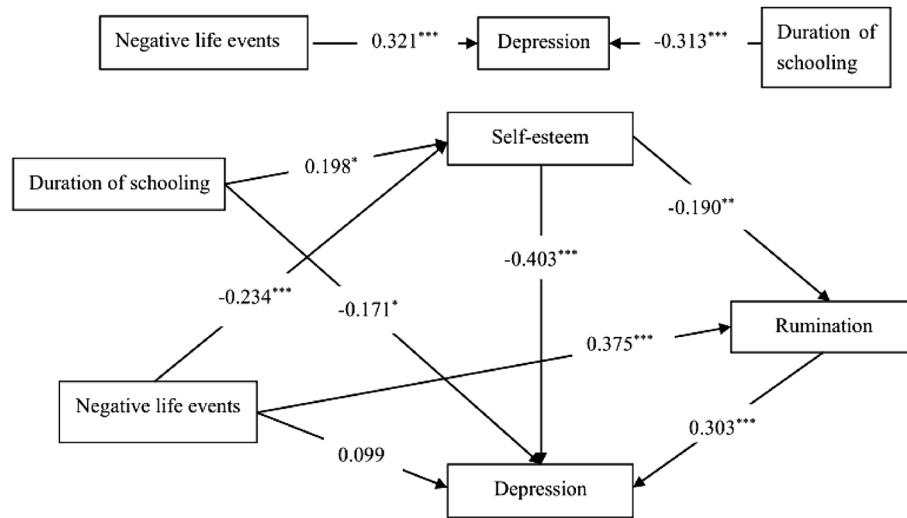 Negative life events
0.321***
Depression
-0.313***
Duration of
schooling
Self-esteem
0.198*
Duration of schooling
-0.190**
-0.403***
-0.234***
-0.171*
Rumination
0.375***
Negative life events
0.303***
0.099
Depression